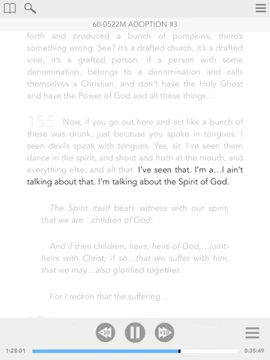 60-0522M ADOPTION #3
forth and produced a bunch of pumpkins, there's
something wrong. See? It's a drafted church, it's a drafted
vine, it's a grafted person. If a person with some
denomination, belongs to a denomination and calls
themselves a Christian, and don't have the Holy Ghost
and have the Power of God and all these things…
155 Now, if you go out here and act like a bunch of
these was drunk, just because you spoke in tongues. I
seen devils speak with tongues. Yes, sir. I've seen them
dance in the spirit, and shout and froth at the mouth, and
everything else, and all that. I've seen that. I'm a…I ain't
talking about that. I'm talking about the Spirit of God.
The Spirit itself bears witness with our spirit,
that we are…children of God:
And if then children, heirs; heirs of God,…joint-
heirs with Christ; if so…that we suffer with him,
that we may…also glorified together.
For I reckon that the suffering…
1:28:01
0:35:49